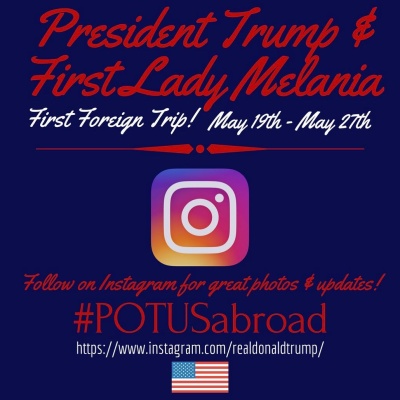 President Trump &
First Lady Melania
First Foreign Trip! May 19th - May 27th
Follow on Instagram for great photos & updates!
#POTUSabroad
https://www.instagram.com/realdonaldtrump/